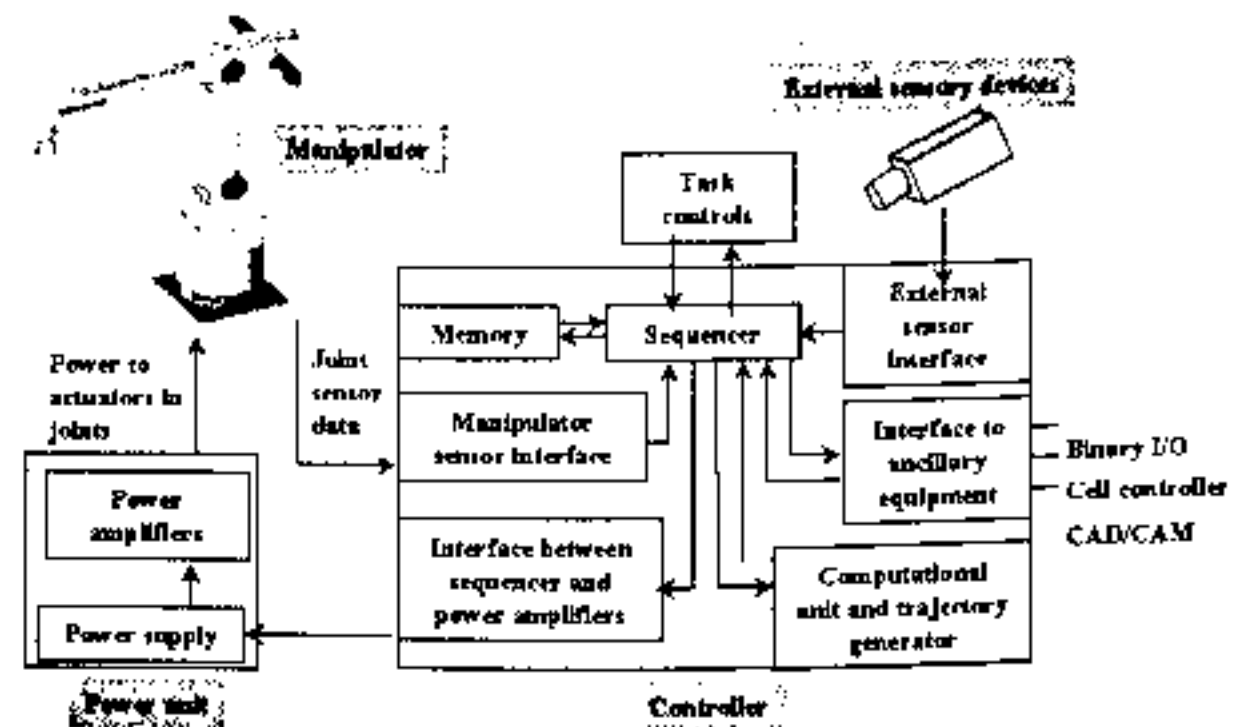 External sensory devices
Manipulator
Task
controls
External
sensor
interface
Memory
Sequencer
Power to
actuators in
joints
Joint
sensor
data
Manipulator
sensor interface
Interface to
ancillary
equipment
Binary I/O
Cell controller
CAD/CAM
Power
amplifiers
Interface between
sequencer and
power amplifiers
Computational
unit and trajectory
generator
Power supply
Power unit
Controller